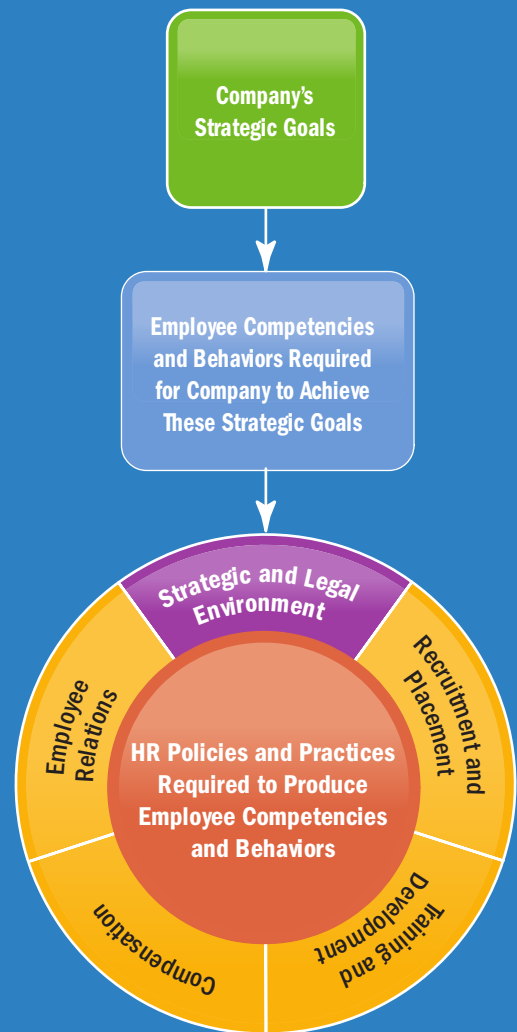 Company's
Strategic Goals
Employee Competencies
and Behaviors Required
for Company to Achieve
These Strategic Goals
Strategic and Legal
Environment
Recruitment and
Placement
Training and
Development
Compensation
Employee
Relations
HR Policies and Practices
Required to Produce
Employee Competencies
and Behaviors